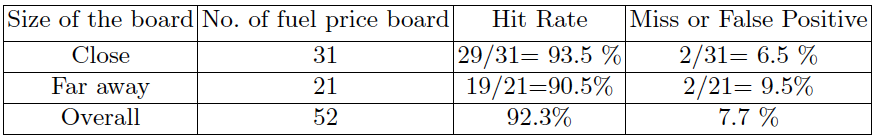 Size of the board No. of fuel price board Hit Rate Miss or False Positive
Close 31 29/31= 93.5 % 2/31= 6.5 %
Far away 21 19/21=90.5% 2/21= 9.5%
Overall 52 92.3% 7.7 %